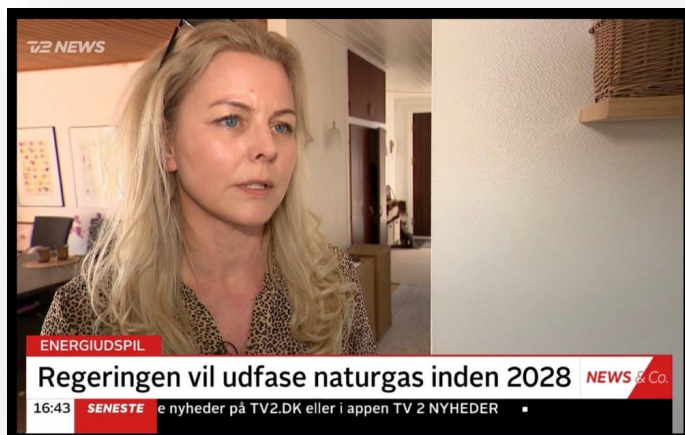 TV2 NEWS
ENERGIUDSPIL
Regeringen vil udfase naturgas inden 2028
NEWS & Co.
16:43 SENESTE e nyheder på TV2.DK eller i appen TV 2 NYHEDER